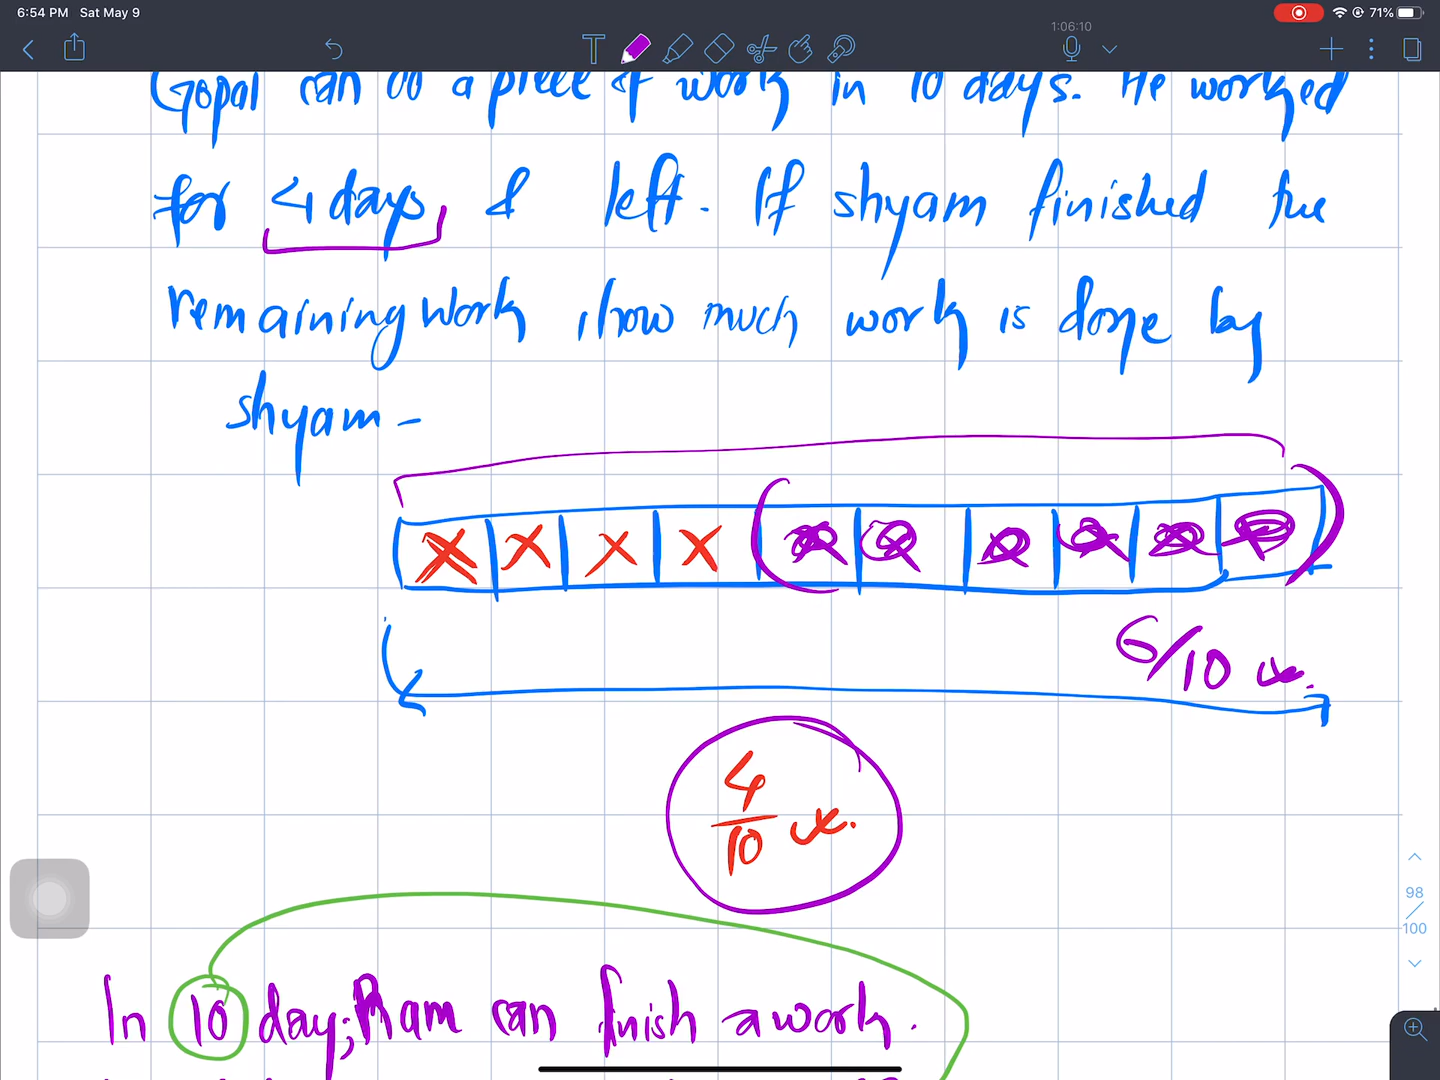 6:54 PM Sat May 9
71%
1:06:10
Gopal can do a piece of work in 10 days. He worked
for 4 days & left. If shyam finished the
remaining work , how much work is done by
shyam -
6/10 w.
4/10 w.
98
100
In 10 day; Ram can finish a work.